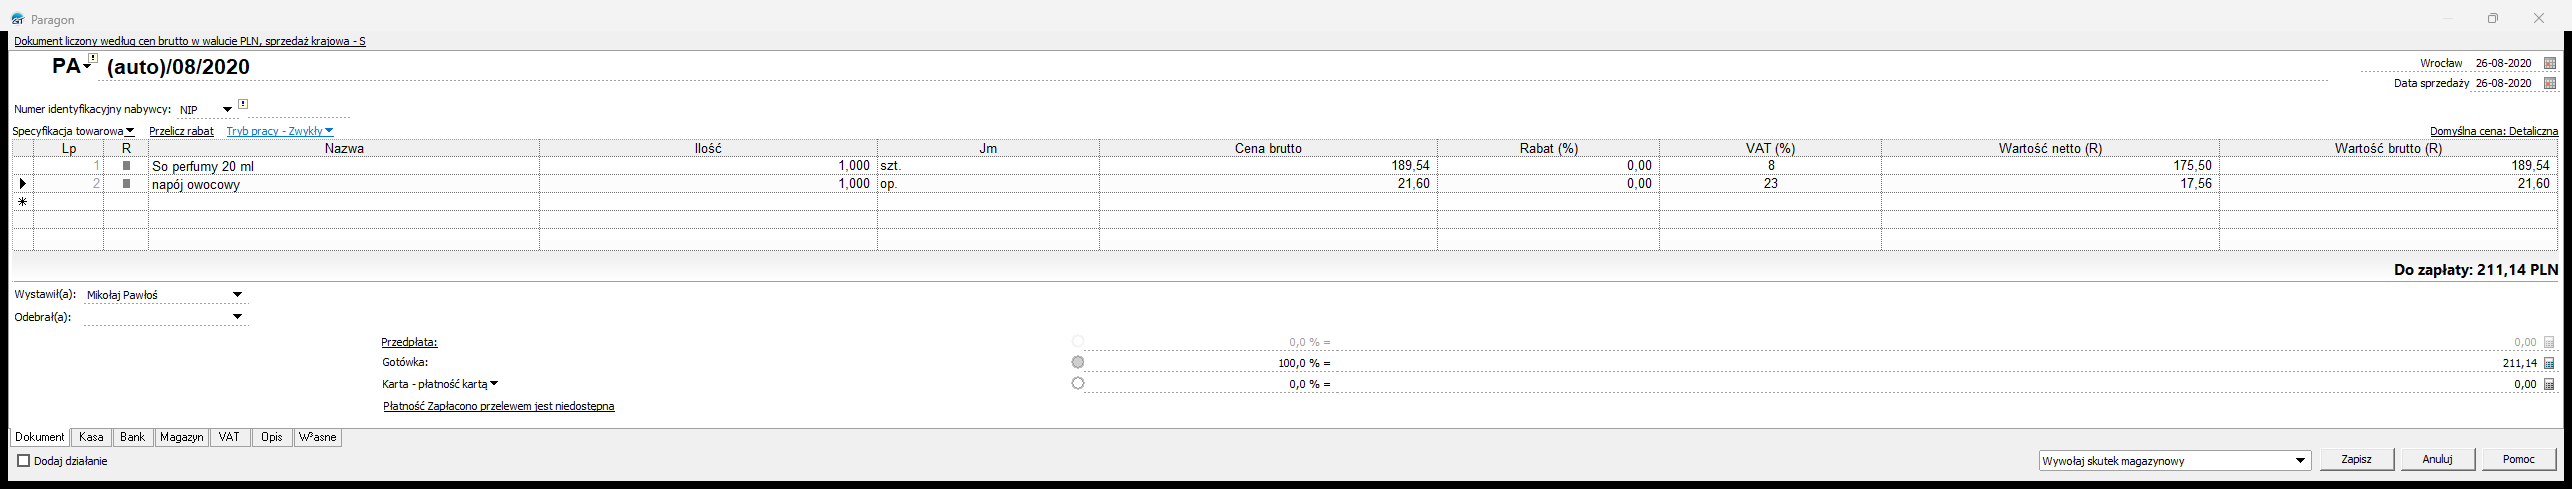 Paragon
Dokument liczony według cen brutto w walucie PLN, sprzedaż krajowa - S
PA (auto)/08/2020
Wrocław 26-08-2020
Data sprzedaży 26-08-2020
Numer identyfikacyjny nabywcy: NIP
Specyfikacja towarowa Przelicz rabat Tryb pracy - Zwykły Domyślna cena: Detaliczna
Lp R Nazwa Ilość Jm Cena brutto Rabat (%) VAT (%) Wartość netto (R) Wartość brutto (R)
1 So perfumy 20 ml 1,000 szt. 189,54 0,00 8 175,50 189,54
2 napój owocowy 1,000 op. 21,60 0,00 23 17,56 21,60
Do zapłaty: 211,14 PLN
Wystawił(a): Mikołaj Pawłoś
Odebrał(a):
Przedpłata: 0,0 % = 0,00
Gotówka: 100,0 % = 211,14
Karta - płatność kartą 0,0 % = 0,00
Płatność Zapłacono przelewem jest niedostępna
Dokument Kasa Bank Magazyn VAT Opis W³asne
Dodaj działanie Wywołaj skutek magazynowy Zapisz Anuluj Pomoc